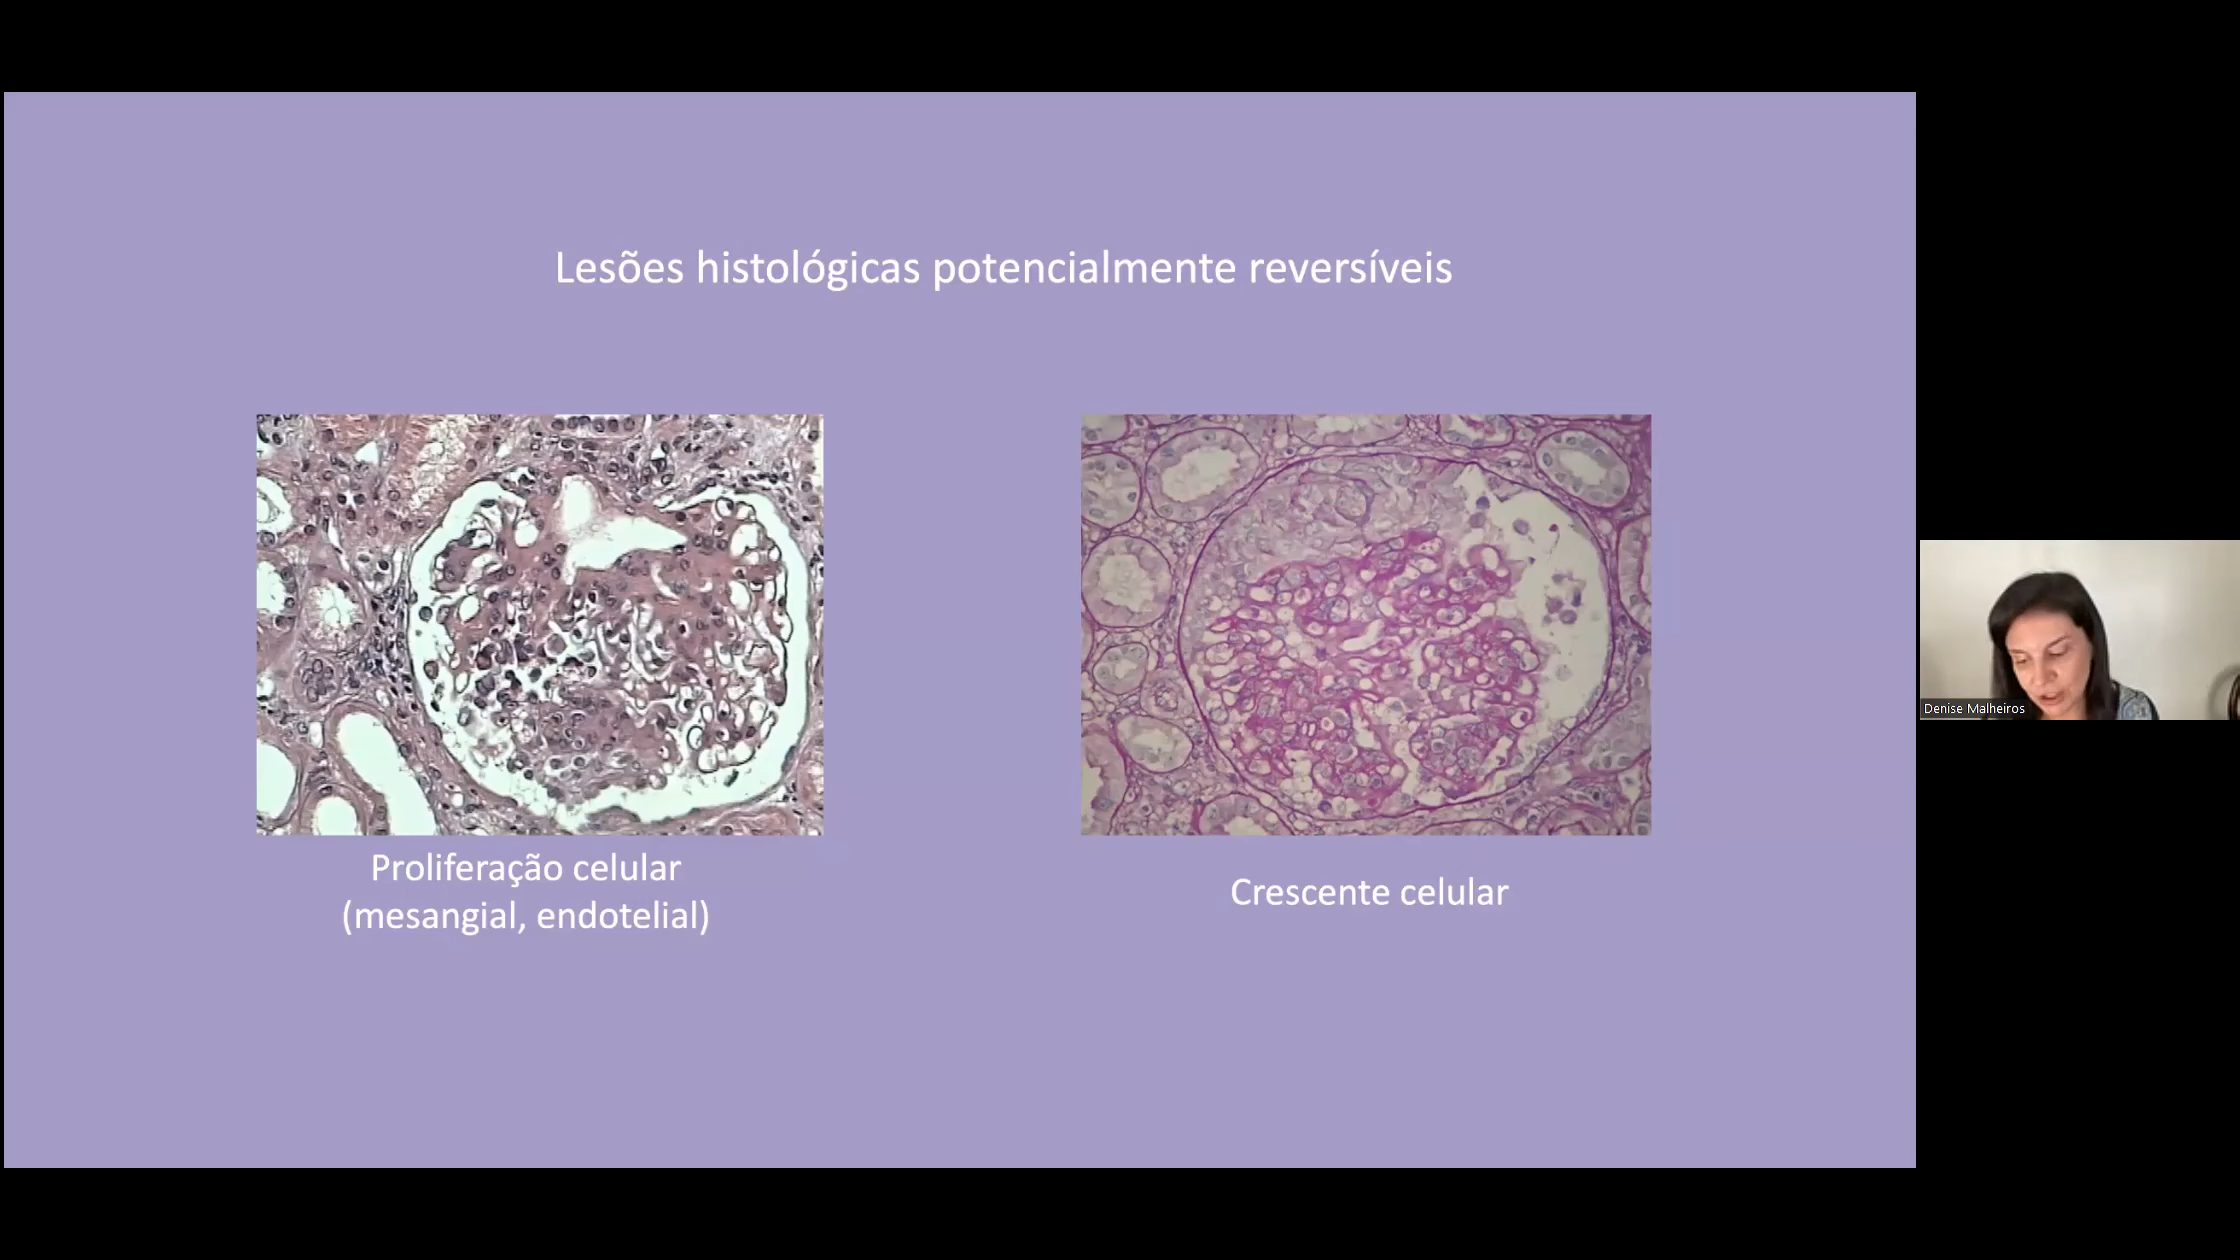 Lesões histológicas potencialmente reversíveis
Proliferação celular
(mesangial, endotelial)
Crescente celular
Denise Malheiros